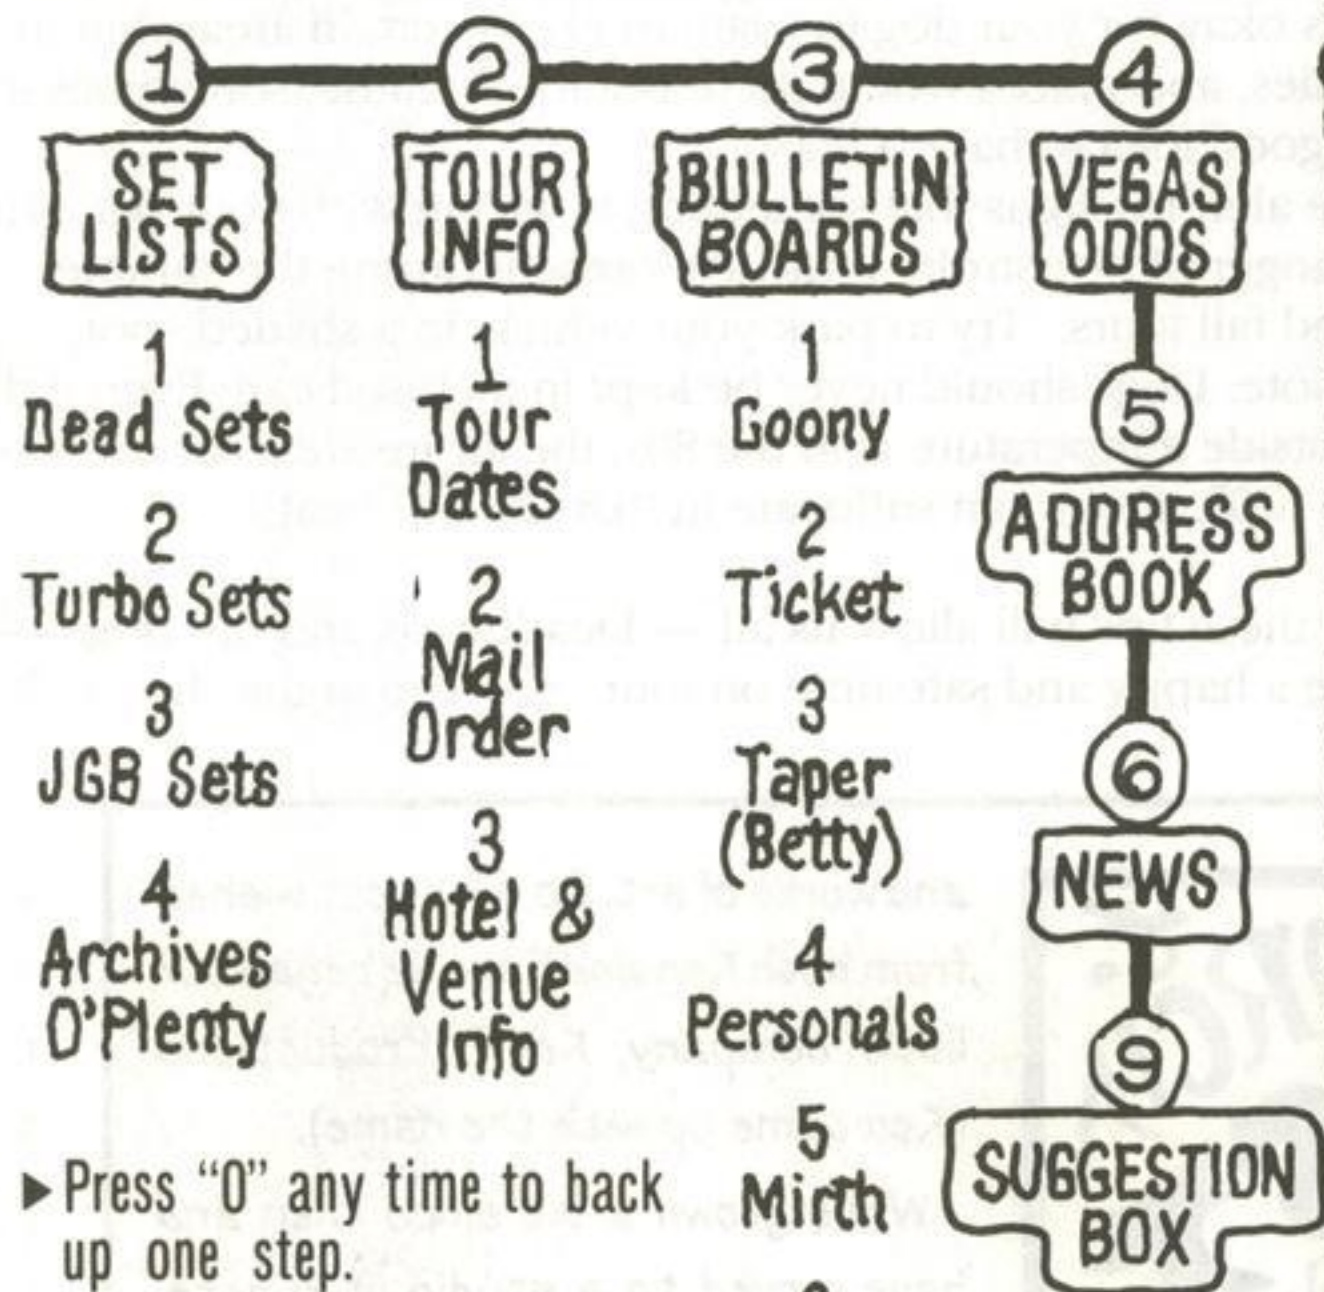 1
2
3
4
SET
LISTS
TOUR
INFO
BULLETIN
BOARDS
VEGAS
ODDS
1
Dead Sets
2
Turbo Sets
3
JGB Sets
4
Archives
O'Plenty
1
Tour
Dates
2
Mail
Order
3
Hotel &
Venue
Info
1
Goony
2
Ticket
3
Taper
(Betty)
4
Personals
5
Mirth
5
ADDRESS
BOOK
6
NEWS
9
SUGGESTION
BOX
▶Press "0" any time to back
up one step.